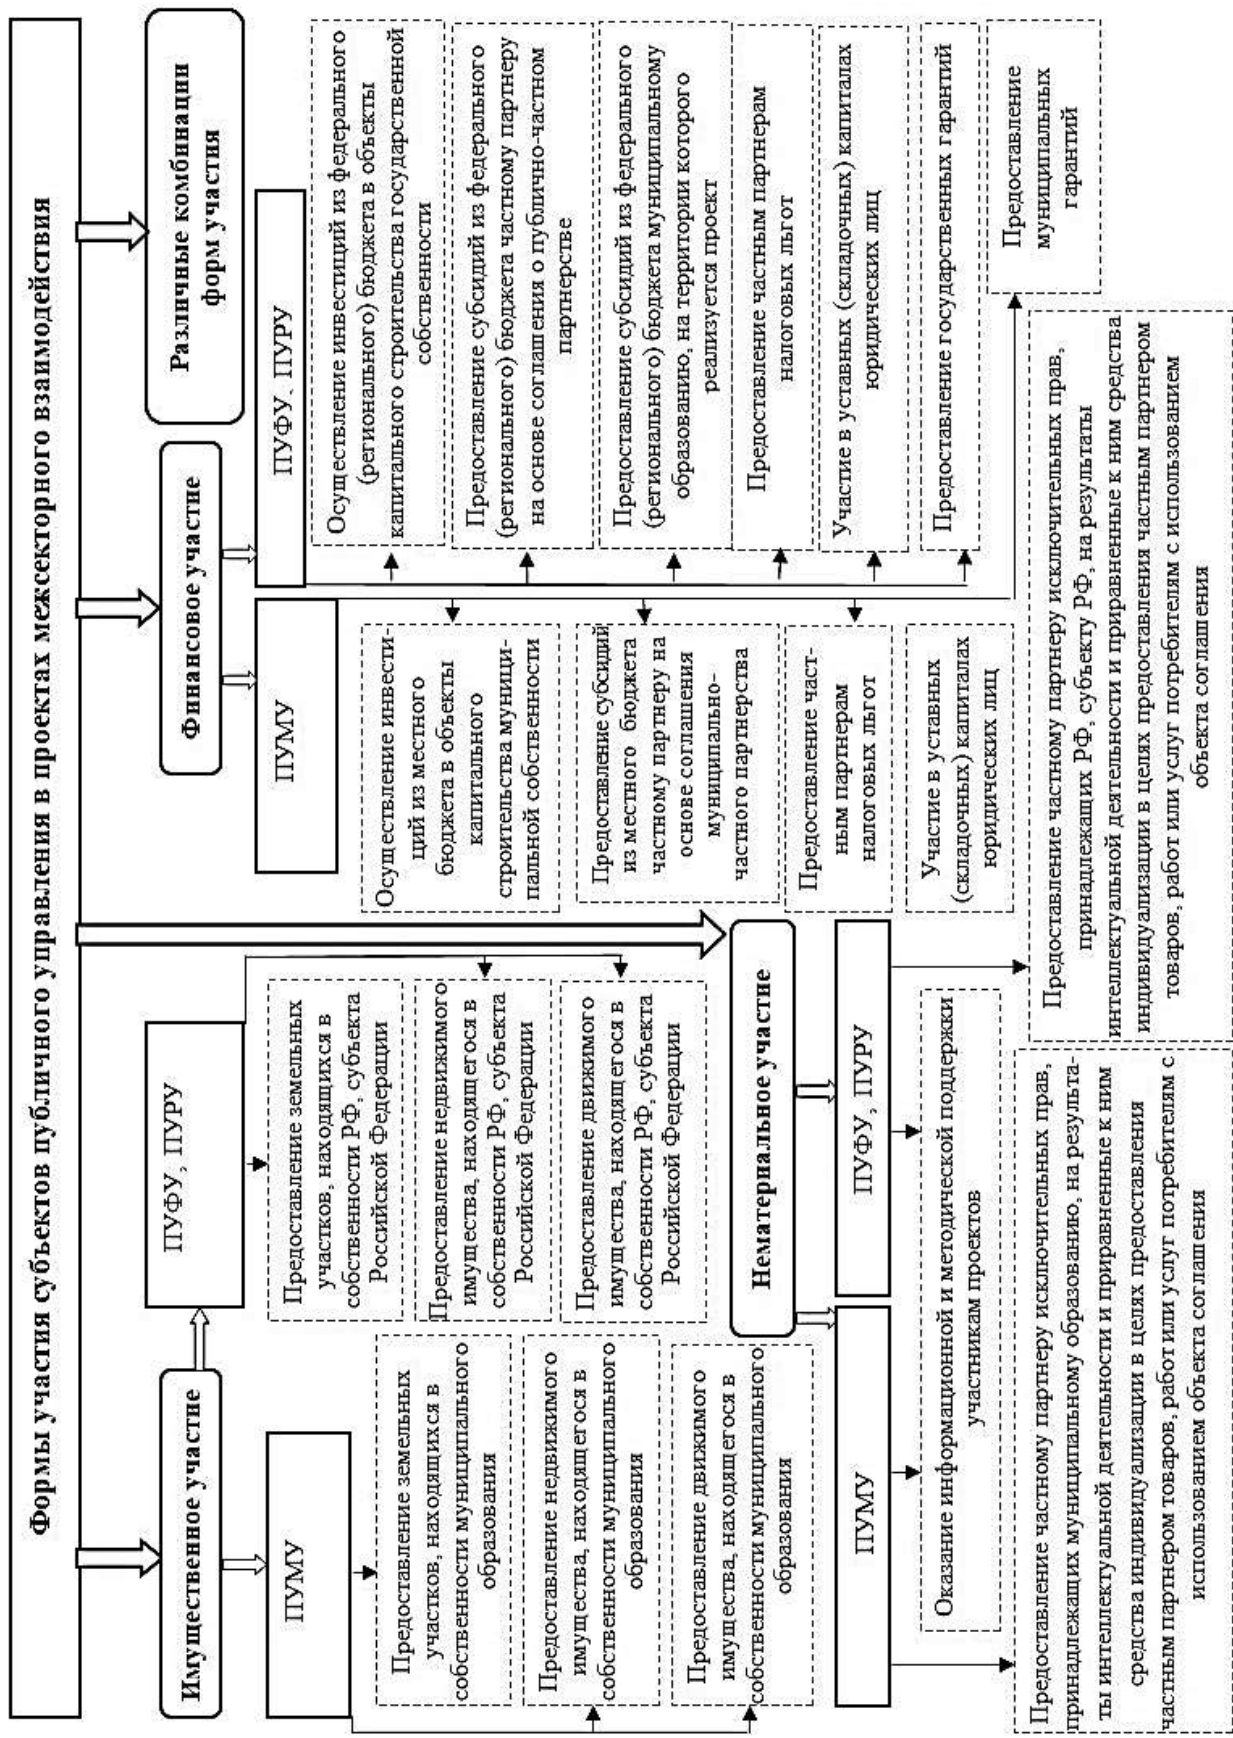 Формы участия субъектов публичного управления в проектах межсекторного взаимодействия
Имущественное участие
ПУМУ
Предоставление земельных
участков, находящихся в
собственности муниципального
образования
Предоставление недвижимого
имущества, находящегося в
собственности муниципального
образования
Предоставление движимого
имущества, находящегося в
собственности муниципального
образования
ПУФУ, ПУРУ
Предоставление земельных
участков, находящихся в
собственности РФ, субъекта
Российской Федерации
Предоставление недвижимого
имущества, находящегося в
собственности РФ, субъекта
Российской Федерации
Предоставление движимого
имущества, находящегося в
собственности РФ, субъекта
Российской Федерации
Финансовое участие
ПУМУ
Осуществление инвести-
ций из местного
бюджета в объекты
капитального
строительства муници-
пальной собственности
Предоставление субсидий
из местного бюджета
частному партнеру на
основе соглашения
муниципально-
частного партнерства
Предоставление част-
ным партнерам
налоговых льгот
Участие в уставных
(складочных) капиталах
юридических лиц
ПУФУ, ПУРУ
Осуществление инвестиций из федерального
(регионального) бюджета в объекты
капитального строительства государственной
собственности
Предоставление субсидий из федерального
(регионального) бюджета частному партнеру
на основе соглашения о публично-частном
партнерстве
Предоставление субсидий из федерального
(регионального) бюджета муниципальному
образованию, на территории которого
реализуется проект
Предоставление частным партнерам
налоговых льгот
Участие в уставных (складочных) капиталах
юридических лиц
Предоставление государственных гарантий
Предоставление
муниципальных
гарантий
Различные комбинации
форм участия
Нематериальное участие
ПУМУ
ПУФУ, ПУРУ
Оказание информационной и методической поддержки
участникам проектов
Предоставление частному партнеру исключительных прав,
принадлежащих муниципальному образованию, на результа-
ты интеллектуальной деятельности и приравненные к ним
средства индивидуализации в целях предоставления
частным партнером товаров, работ или услуг потребителям с
использованием объекта соглашения
Предоставление частному партнеру исключительных прав,
принадлежащих РФ, субъекту РФ, на результаты
интеллектуальной деятельности и приравненные к ним средства
индивидуализации в целях предоставления частным партнером
товаров, работ или услуг потребителям с использованием
объекта соглашения